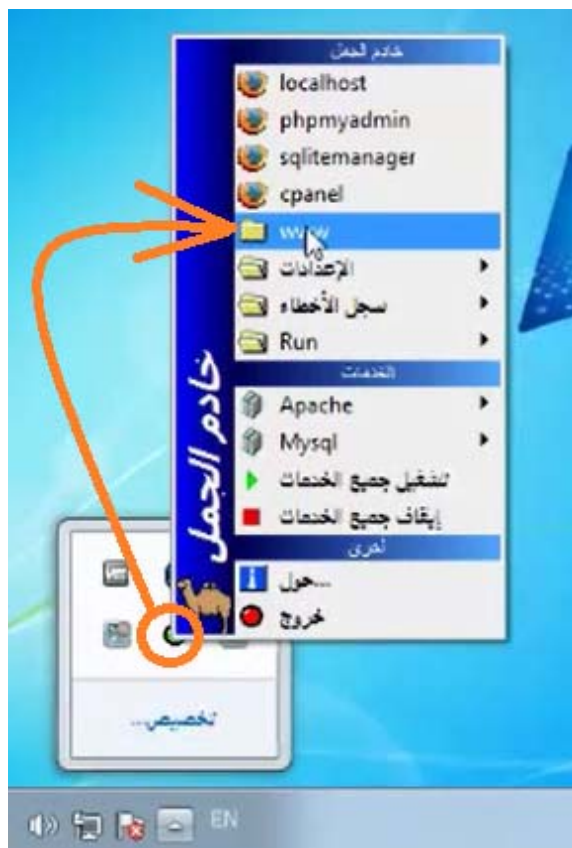 خادم الجمل
localhost
phpmyadmin
sqlitemanager
cpanel
www
الإعدادات
سجل الأخطاء
Run
الخدمات
Apache
Mysql
تشغيل جميع الخدمات
إيقاف جميع الخدمات
أخرى
حول...
خروج
خادم الجمل
تخصيص...
EN